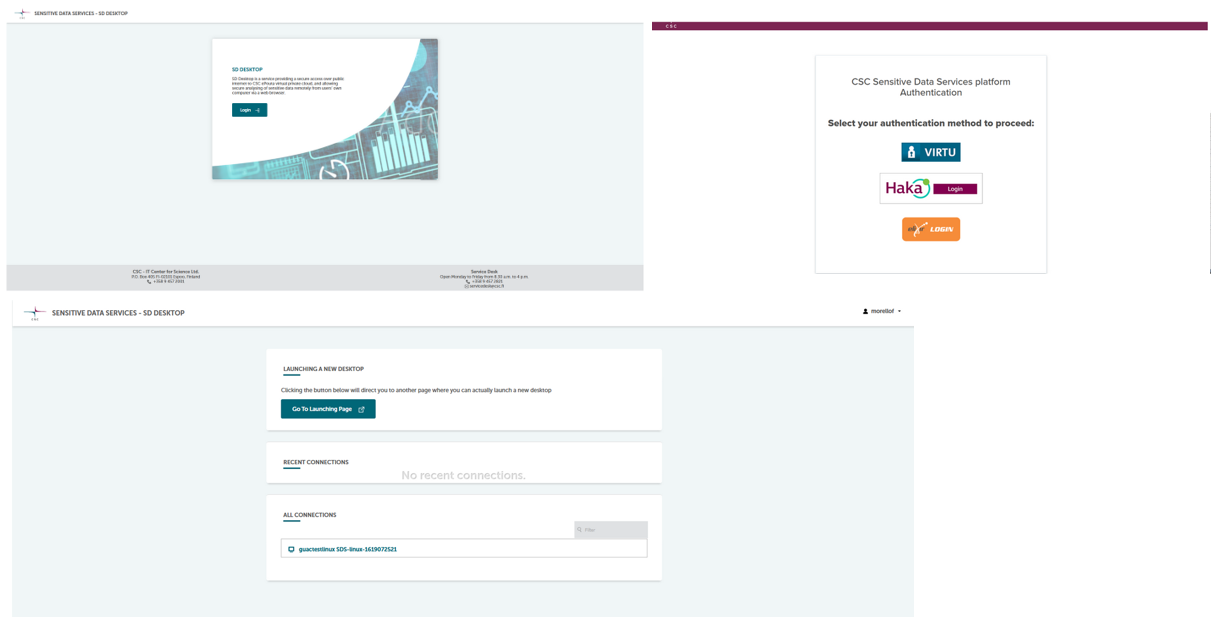 CSC
SENSITIVE DATA SERVICES - SD DESKTOP
SD DESKTOP
SD Desktop is a service providing a secure access over public
internet to CSC ePouta virtual private cloud, and allowing
secure analyzing of sensitive data remotely from users' own
computer via a web browser.
Login
CSC - IT Center for Science Ltd.
P.O. Box 405 FI-02101 Espoo, Finland
+358 9 457 2001
Service Desk
Open Monday to Friday from 8.30 a.m. to 4 p.m.
+358 9 457 2821
servicedesk@csc.fi
CSC
CSC Sensitive Data Services platform
Authentication
Select your authentication method to proceed:
VIRTU
Haka Login
LOGIN
CSC
SENSITIVE DATA SERVICES - SD DESKTOP
morellof
LAUNCHING A NEW DESKTOP
Clicking the button below will direct you to another page where you can actually launch a new desktop
Go To Launching Page
RECENT CONNECTIONS
No recent connections.
ALL CONNECTIONS
Filter
guactestlinux SDS-linux-1619072521